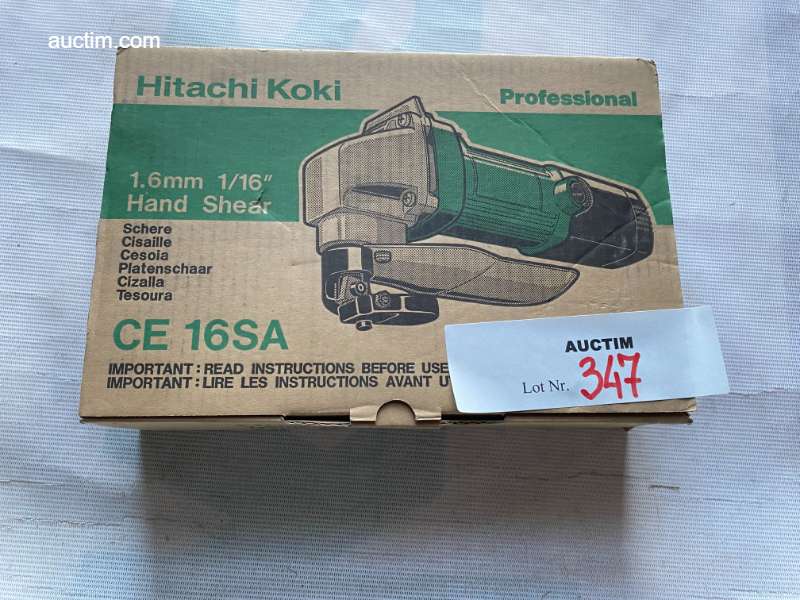 auctim.com
Hitachi Koki
Professional
1.6mm 1/16"
Hand Shear
Schere
Cisaille
Cesoia
Platenschaar
Cizalla
Tesoura
CE 16SA
IMPORTANT : READ INSTRUCTIONS BEFORE USE
IMPORTANT : LIRE LES INSTRUCTIONS AVANT
AUCTIM
Lot Nr. 347